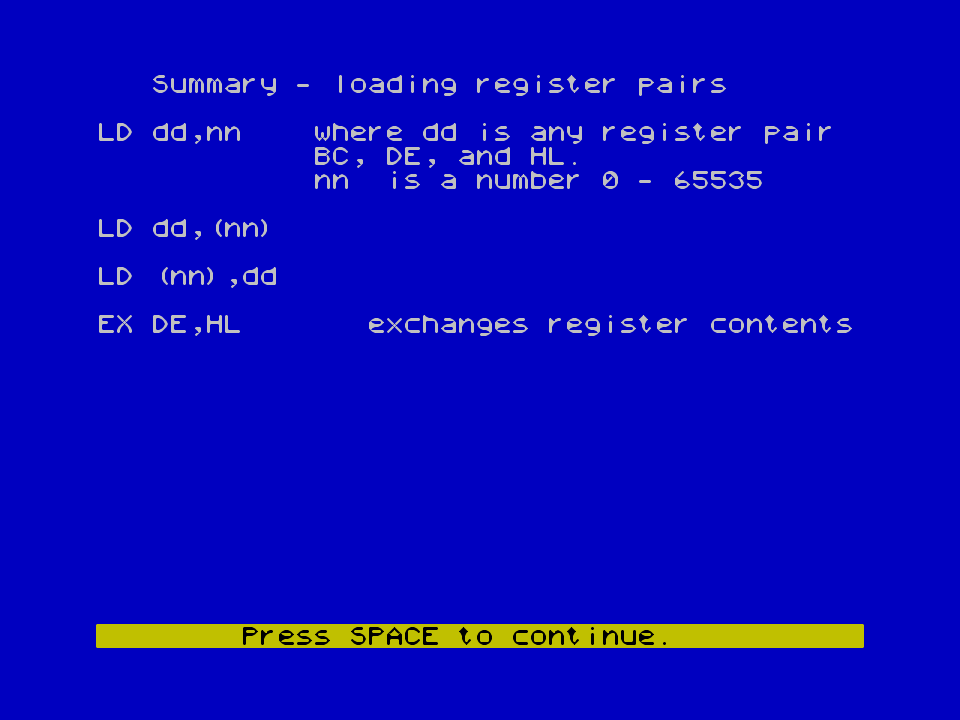 Summary - loading register pairs
LD dd,nn    where dd is any register pair
BC, DE, and HL.
nn  is a number 0 - 65535
LD dd,(nn)
LD (nn),dd
EX DE,HL       exchanges register contents
Press SPACE to continue.